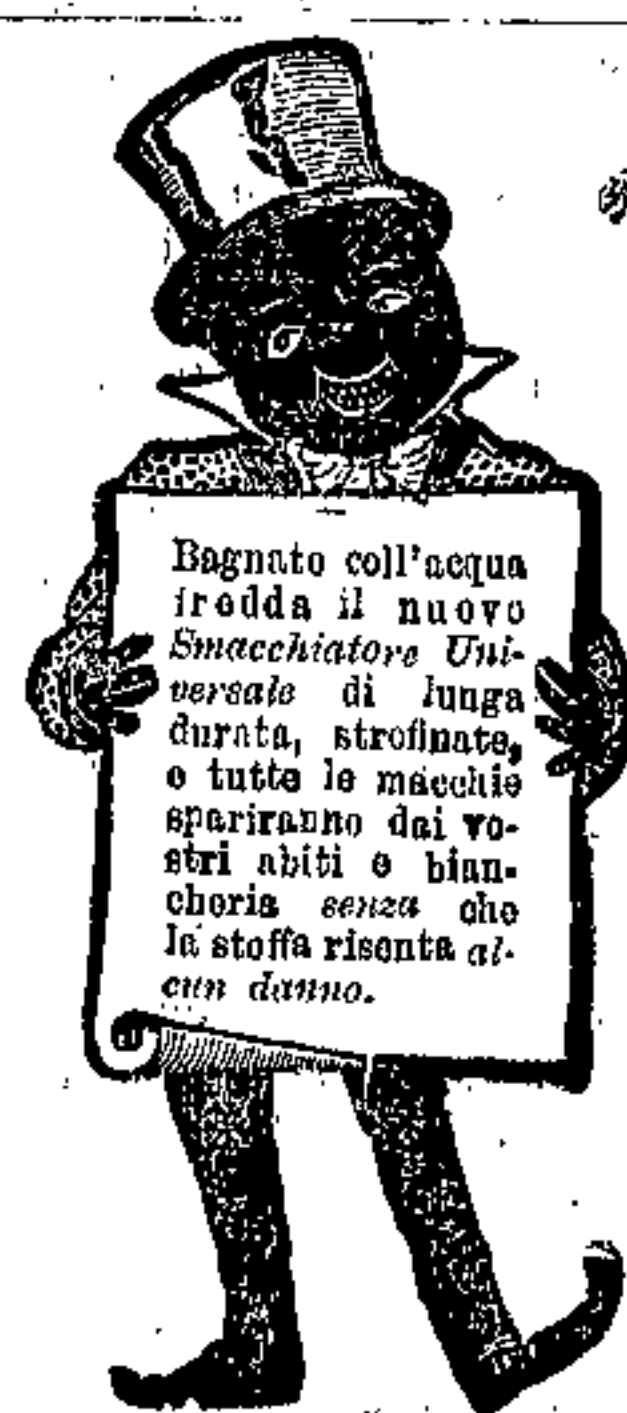 Bagnato coll'acqua
fredda il nuovo
Smacchiatore Uni-
versale di lunga
durata, strofinate,
e tutte le macchie
spariranno dai vo-
stri abiti e bian-
cheria senza che
la stoffa risenta al-
cun danno.